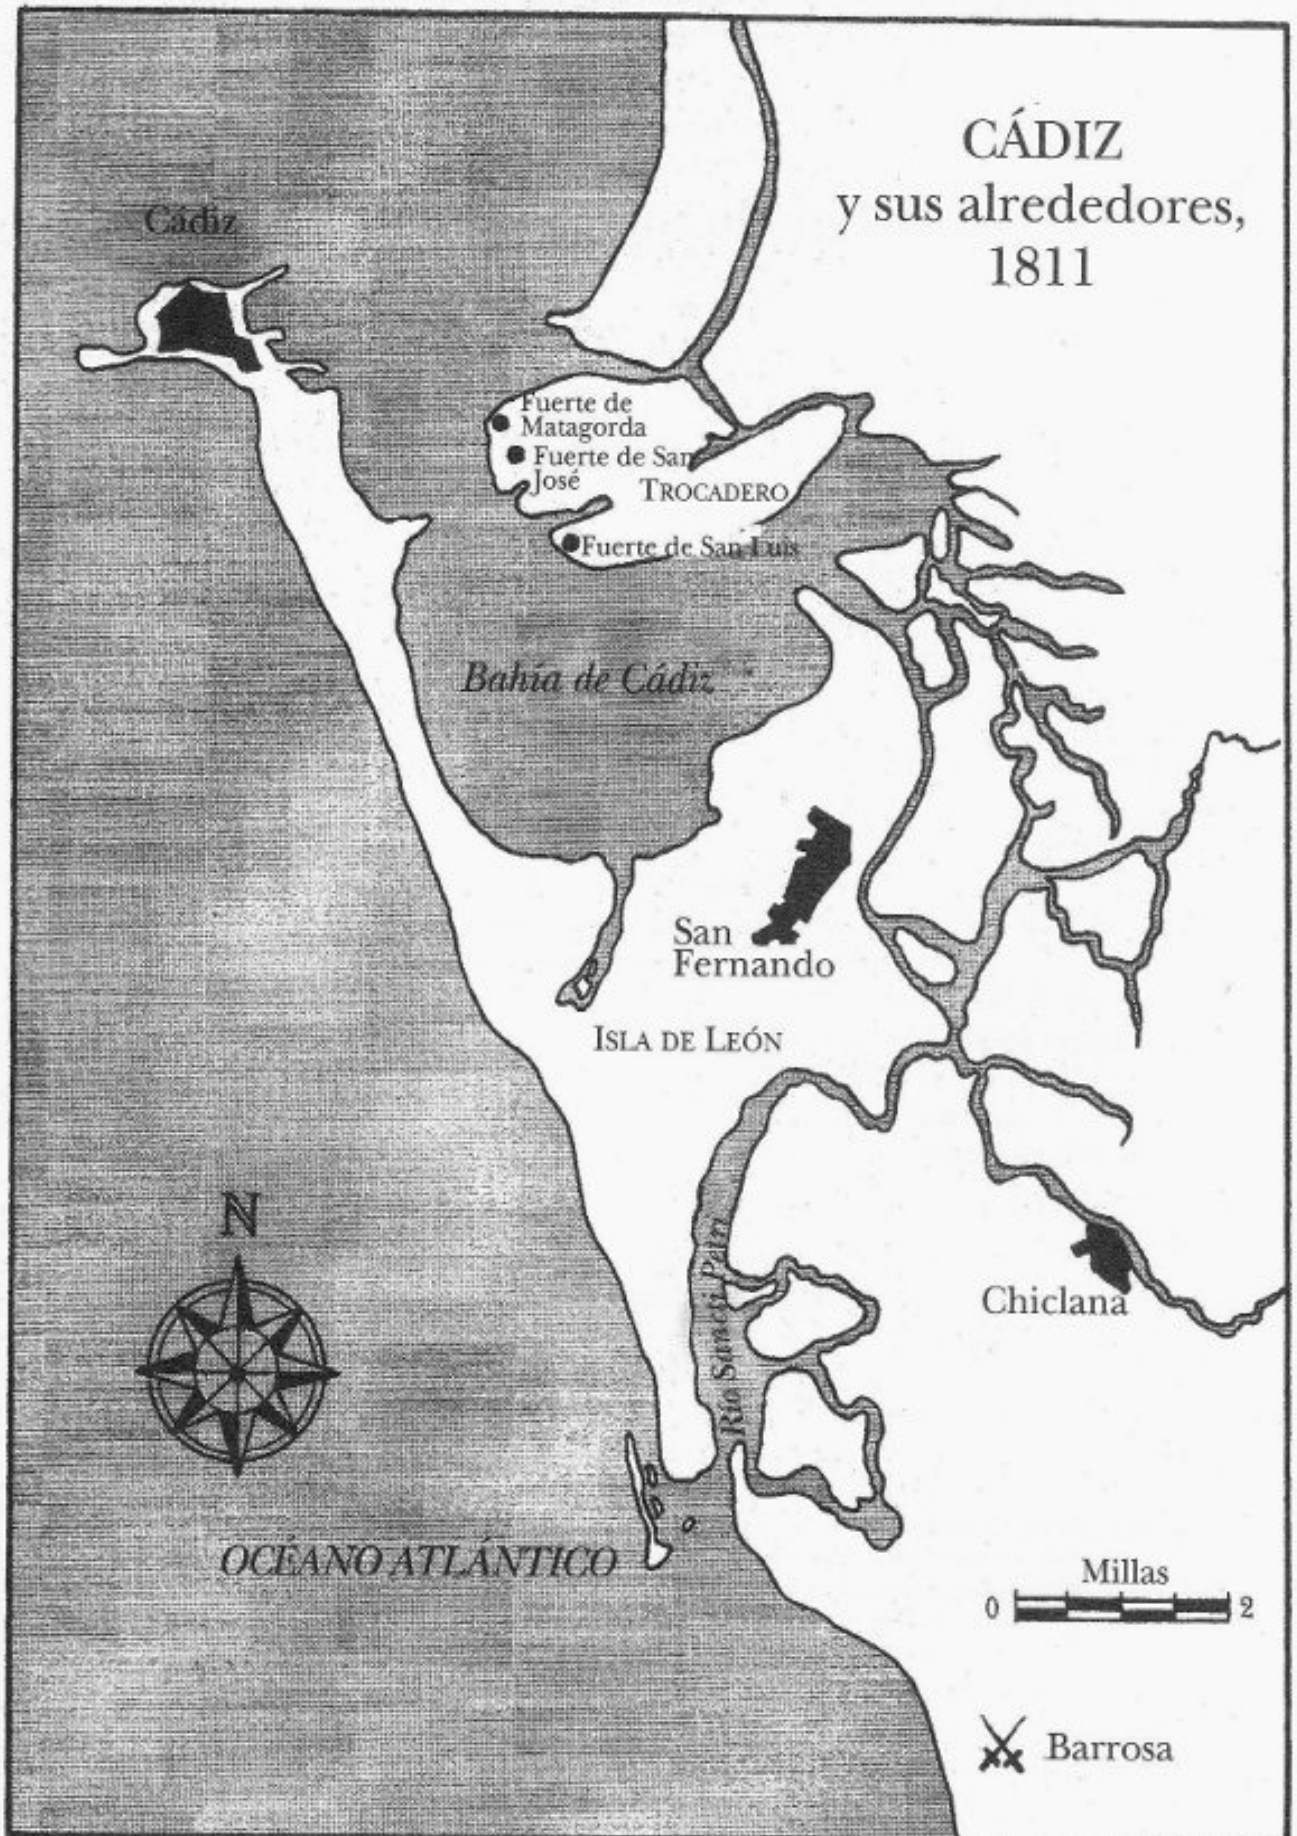 CÁDIZ
y sus alrededores,
1811
Cádiz
Fuerte de
Matagorda
Fuerte de San
José
TROCADERO
Fuerte de San Luis
Bahía de Cádiz
San
Fernando
ISLA DE LEÓN
N
Río Sancti Petri
Chiclana
OCÉANO ATLÁNTICO
Millas
0 2
Barrosa